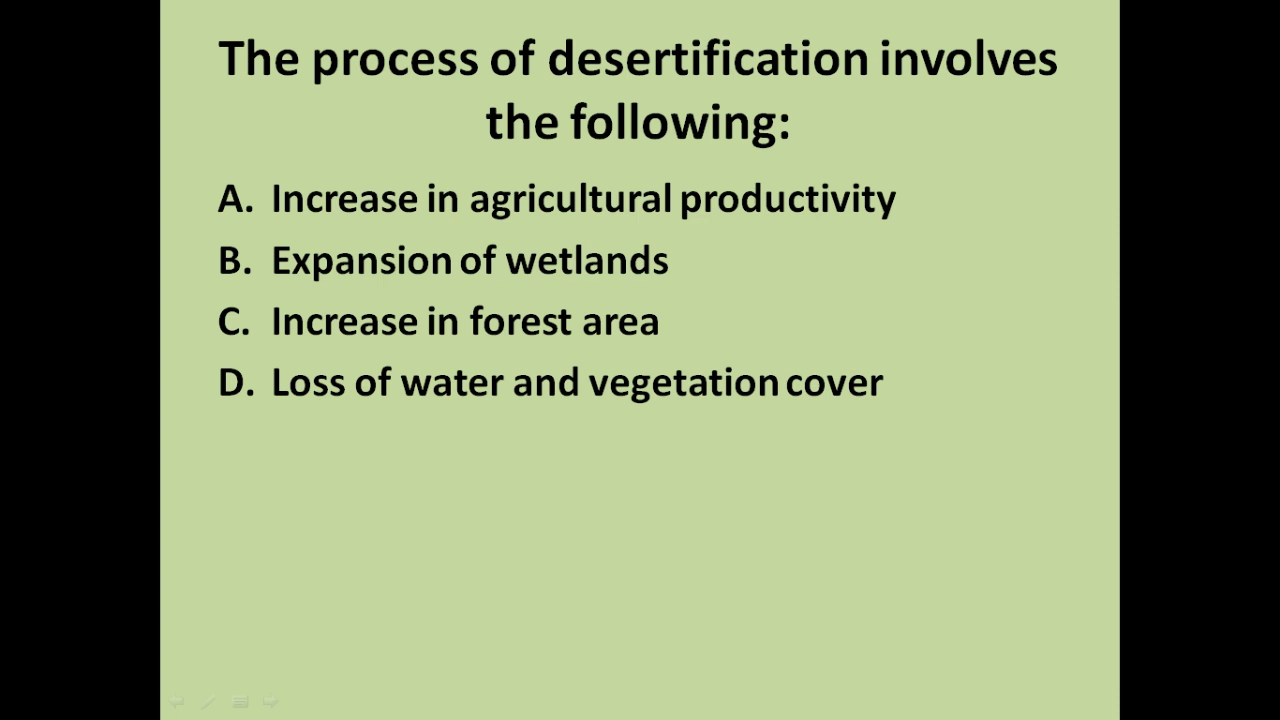 The process of desertification involves
the following:
A. Increase in agricultural productivity
B. Expansion of wetlands
C. Increase in forest area
D. Loss of water and vegetation cover